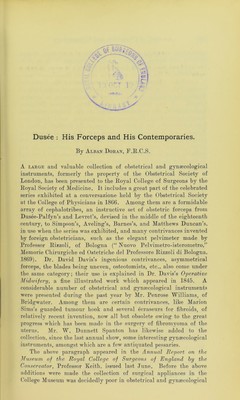 Dusée : His Forceps and His Contemporaries.
By Alban Doran, F.R.C.S.
A large and valuable collection of obstetrical and gynæcological
instruments, formerly the property of the Obstetrical Society of
London, has been presented to the Royal College of Surgeons by the
Royal Society of Medicine. It includes a great part of the celebrated
series exhibited at a conversazione held by the Obstetrical Society
at the College of Physicians in 1866. Among them are a formidable
array of cephalotribes, an instructive set of obstetric forceps from
Dusée-Palfyn's and Levret's, devised in the middle of the eighteenth
century, to Simpson's, Aveling's, Barnes's, and Matthews Duncan's,
in use when the series was exhibited, and many contrivances invented
by foreign obstetricians, such as the elegant pelvimeter made by
Professor Rizzoli, of Bologna (“ Nuovo Pelvimetro-isterometro,”
Memorie Chirurgiche ed Ostetriche del Professore Rizzoli di Bologna,
1869). Dr. David Davis's ingenious contrivances, asymmetrical
forceps, the blades being uneven, osteotomists, etc., also come under
the same category; their use is explained in Dr. Davis's Operative
Midwifery, a fine illustrated work which appeared in 1845. A
considerable number of obstetrical and gynæcological instruments
were presented during the past year by Mr. Penrose Williams, of
Bridgwater. Among them are certain contrivances, like Marion
Sims's guarded tumour hook and several écraseurs for fibroids, of
relatively recent invention, now all but obsolete owing to the great
progress which has been made in the surgery of fibromyoma of the
uterus. Mr. W. Dunnett Spanton has likewise added to the
collection, since the last annual show, some interesting gynæcological
instruments, amongst which are a few antiquated pessaries.
The above paragraph appeared in the Annual Report on the
Museum of the Royal College of Surgeons of England by the
Conservator, Professor Keith, issued last June. Before the above
additions were made the collection of surgical appliances in the
College Museum was decidedly poor in obstetrical and gynæcological